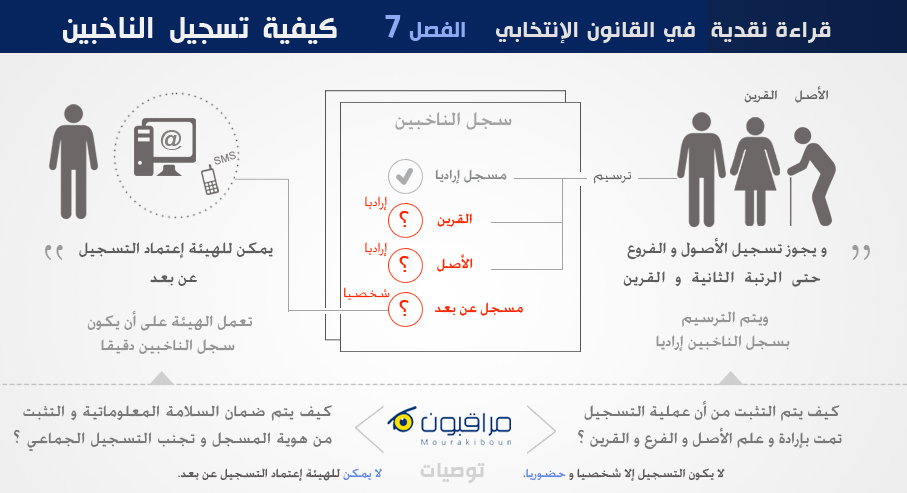 قراءة نقدية في القانون الإنتخابي الفصل 7 كيفية تسجيل الناخبين
الأصل القرين
سجل الناخبين
ترسيم
مسجل إراديا
إراديا
القرين ؟
إراديا
الأصل ؟
شخصيا
مسجل عن بعد ؟
@
SMS
" و يجوز تسجيل الأصول و الفروع
حتى الرتبة الثانية و القرين
ويتم الترسيم
بسجل الناخبين إراديا
يمكن للهيئة إعتماد التسجيل "
عن بعد
تعمل الهيئة على أن يكون
سجل الناخبين دقيقا
كيف يتم التثبت من أن عملية التسجيل
تمت بإرادة و علم الأصل و الفرع و القرين ؟
مراقبون
Mourakiboun
كيف يتم ضمان السلامة المعلوماتية و التثبت
من هوية المسجل و تجنب التسجيل الجماعي ؟
توصيات
لا يكون التسجيل إلا شخصيا و حضوريا.
لا يمكن للهيئة إعتماد التسجيل عن بعد.